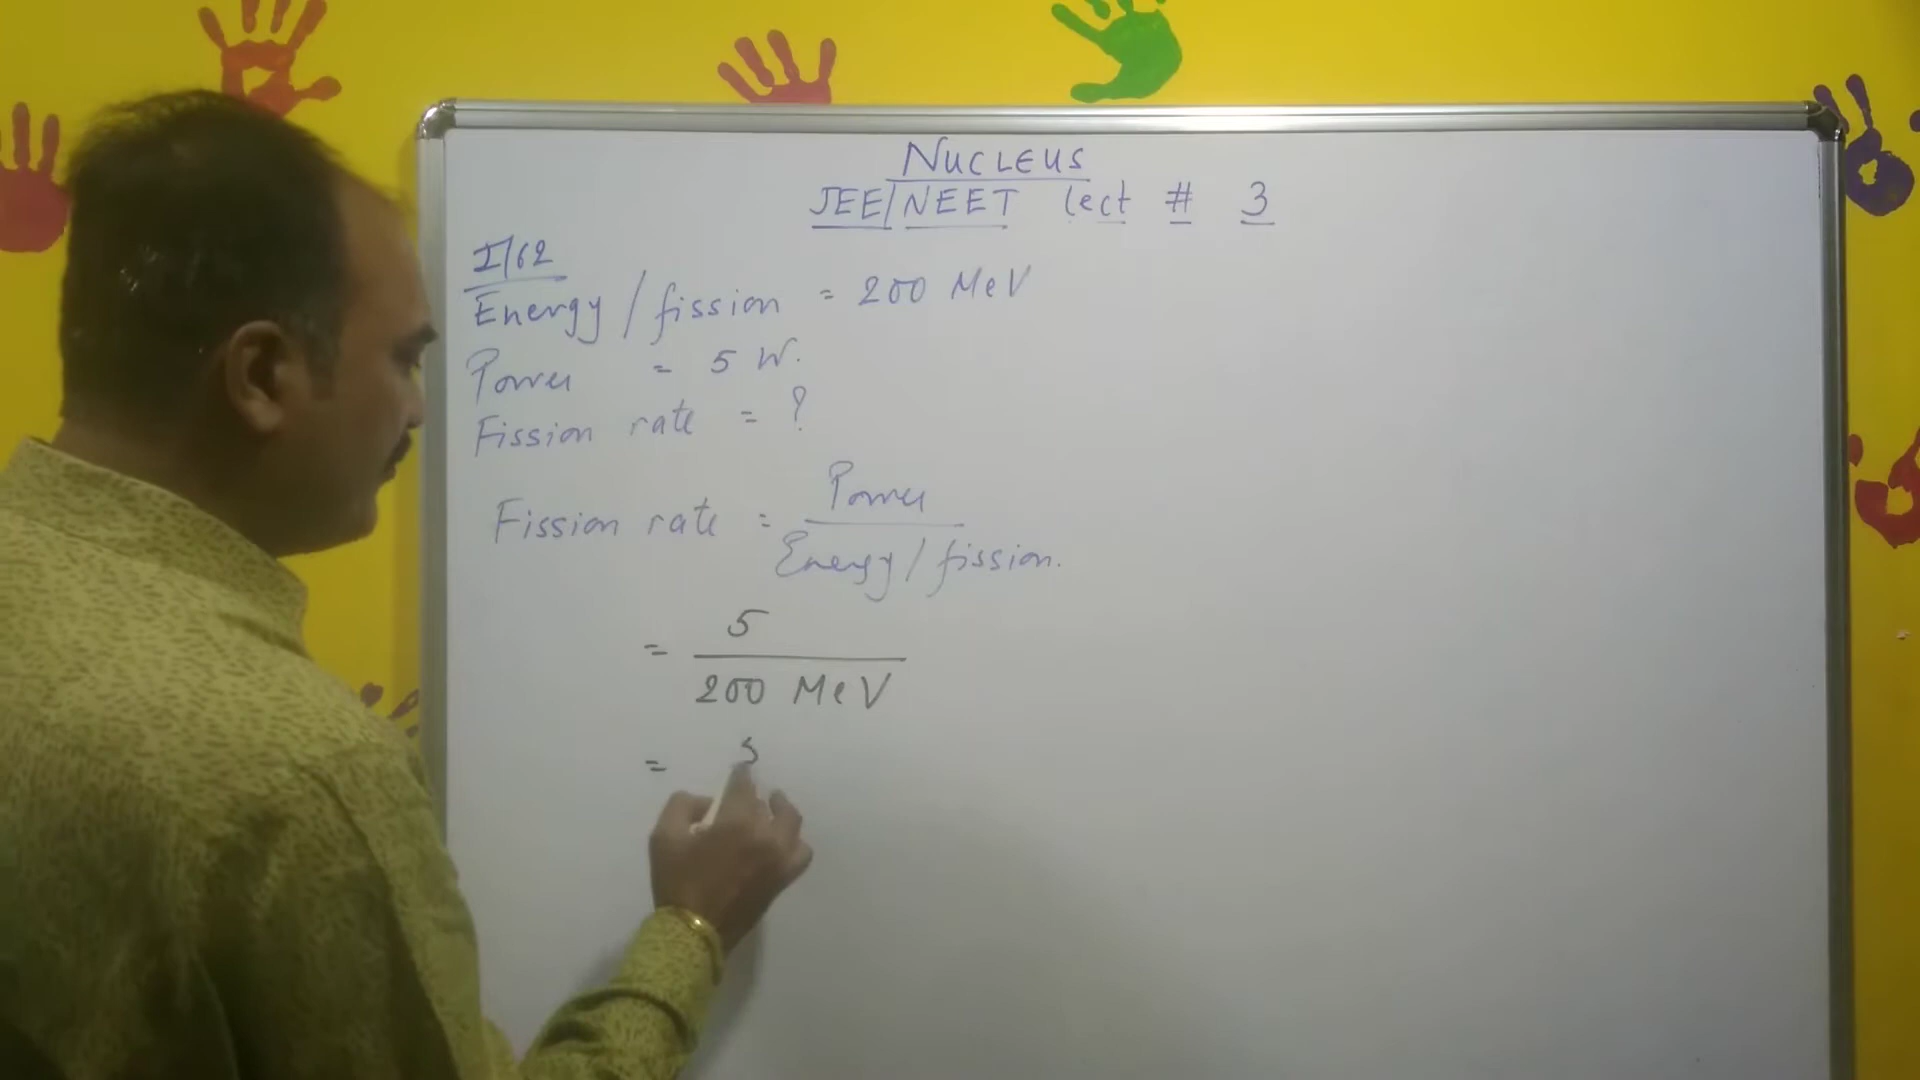 NUCLEUS
JEE/NEET Lect # 3
I/62
Energy/fission = 200 MeV
Power = 5 W.
Fission rate = ?
Fission rate = Power
Energy/fission.
= 5
200 MeV
= 5